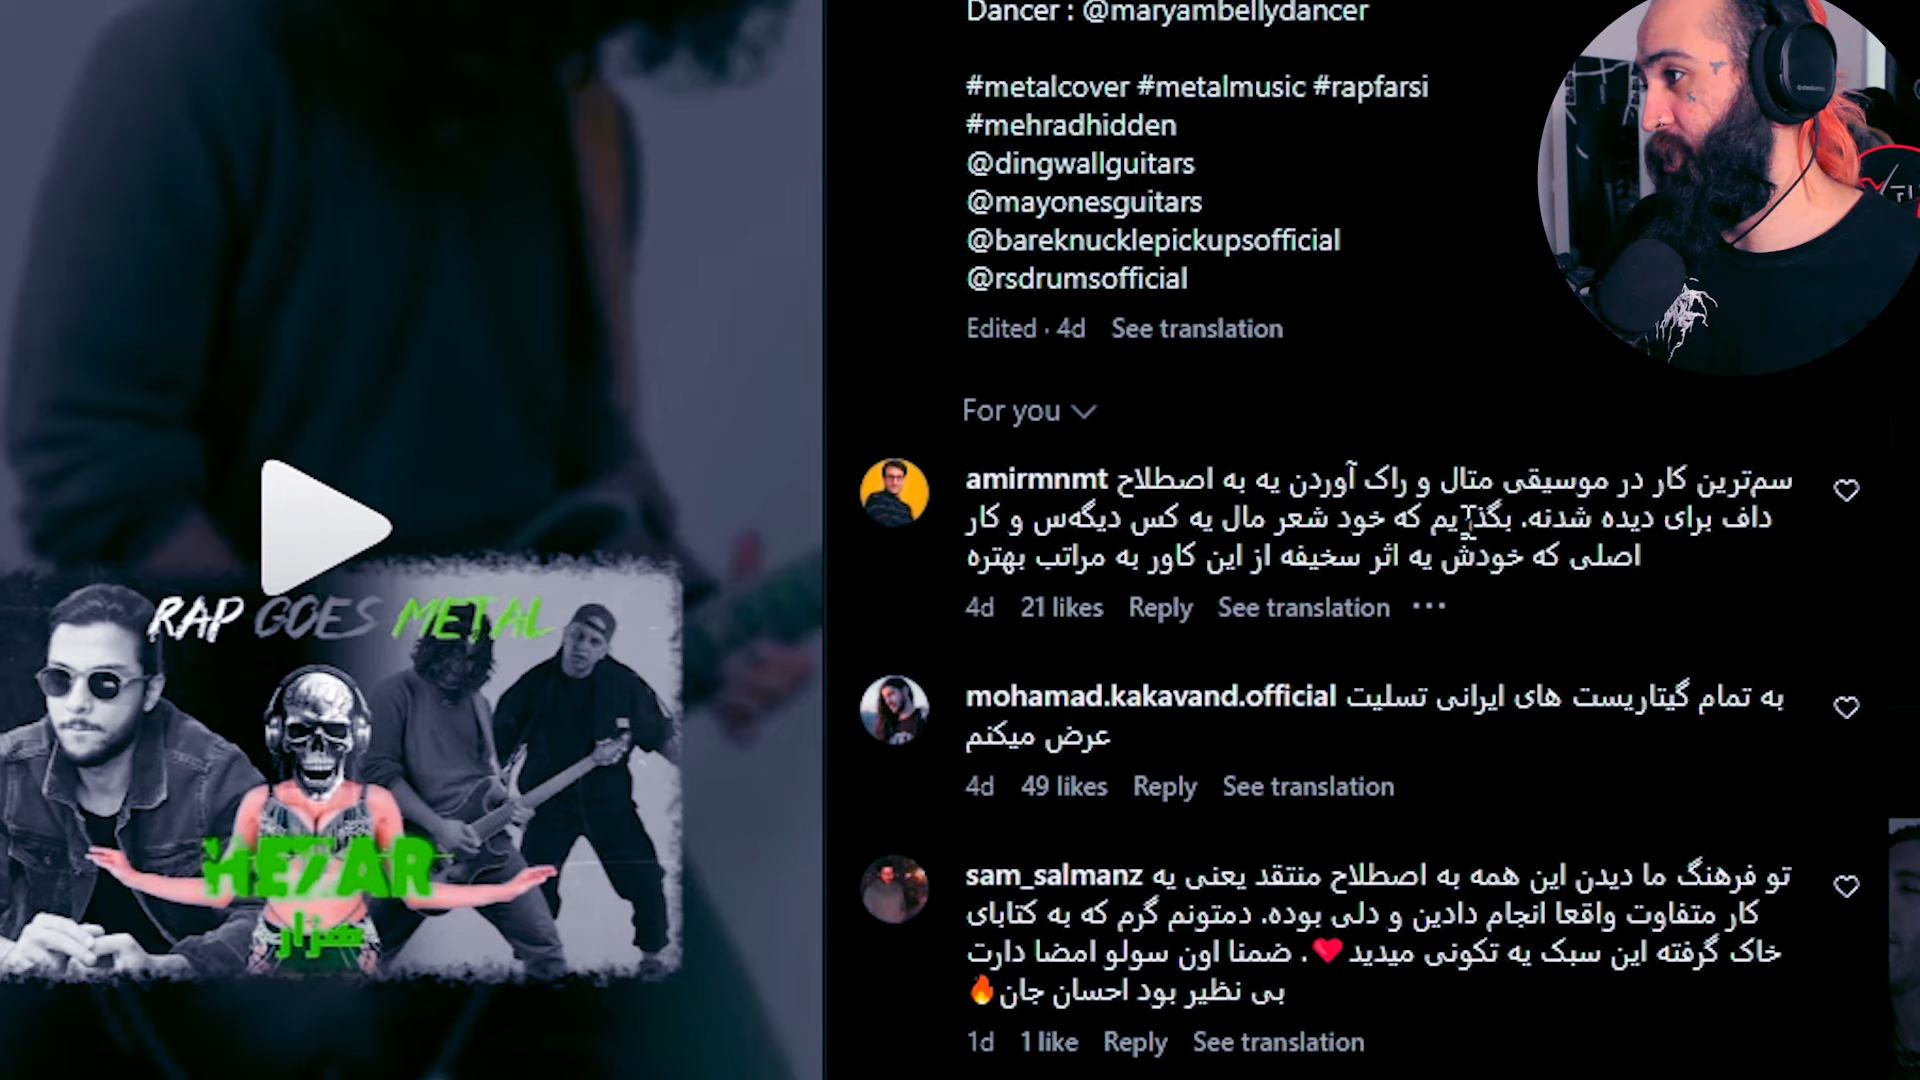 Dancer : @maryambellydancer
#metalcover #metalmusic #rapfarsi
#mehradhidden
@dingwallguitars
@mayonesguitars
@bareknucklepickupsofficial
@rsdrumsofficial
Edited · 4d See translation
For you
amirmnmt سم‌ترین کار در موسیقی متال و راک آوردن یه به اصطلاح
داف برای دیده شدنه. بگذریم که خود شعر مال یه کس دیگه‌س و کار
اصلی که خودش یه اثر سخیفه از این کاور به مراتب بهتره
4d 21 likes Reply See translation
mohamad.kakavand.official به تمام گیتاریست های ایرانی تسلیت
عرض میکنم
4d 49 likes Reply See translation
sam_salmanz تو فرهنگ ما دیدن این همه به اصطلاح منتقد یعنی یه
کار متفاوت واقعا انجام دادین و دلی بوده. دمتونم گرم که به کتابای
خاک گرفته این سبک یه تکونی میدید❤️. ضمنا اون سولو امضا دارت
بی نظیر بود احسان جان🔥
1d 1 like Reply See translation
RAP GOES METAL
HEZAR
هزار